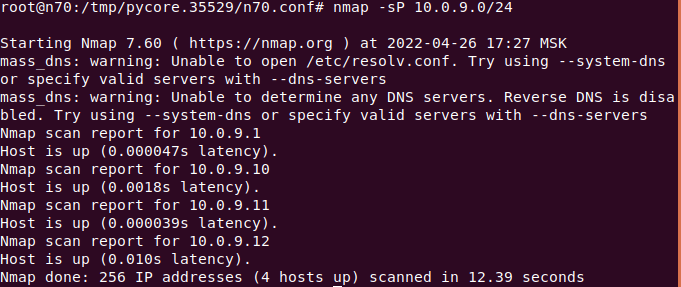 root@n70:/tmp/pycore.35529/n70.conf# nmap -sP 10.0.9.0/24
Starting Nmap 7.60 ( https://nmap.org ) at 2022-04-26 17:27 MSK
mass_dns: warning: Unable to open /etc/resolv.conf. Try using --system-dns
or specify valid servers with --dns-servers
mass_dns: warning: Unable to determine any DNS servers. Reverse DNS is disa
bled. Try using --system-dns or specify valid servers with --dns-servers
Nmap scan report for 10.0.9.1
Host is up (0.000047s latency).
Nmap scan report for 10.0.9.10
Host is up (0.0018s latency).
Nmap scan report for 10.0.9.11
Host is up (0.000039s latency).
Nmap scan report for 10.0.9.12
Host is up (0.010s latency).
Nmap done: 256 IP addresses (4 hosts up) scanned in 12.39 seconds